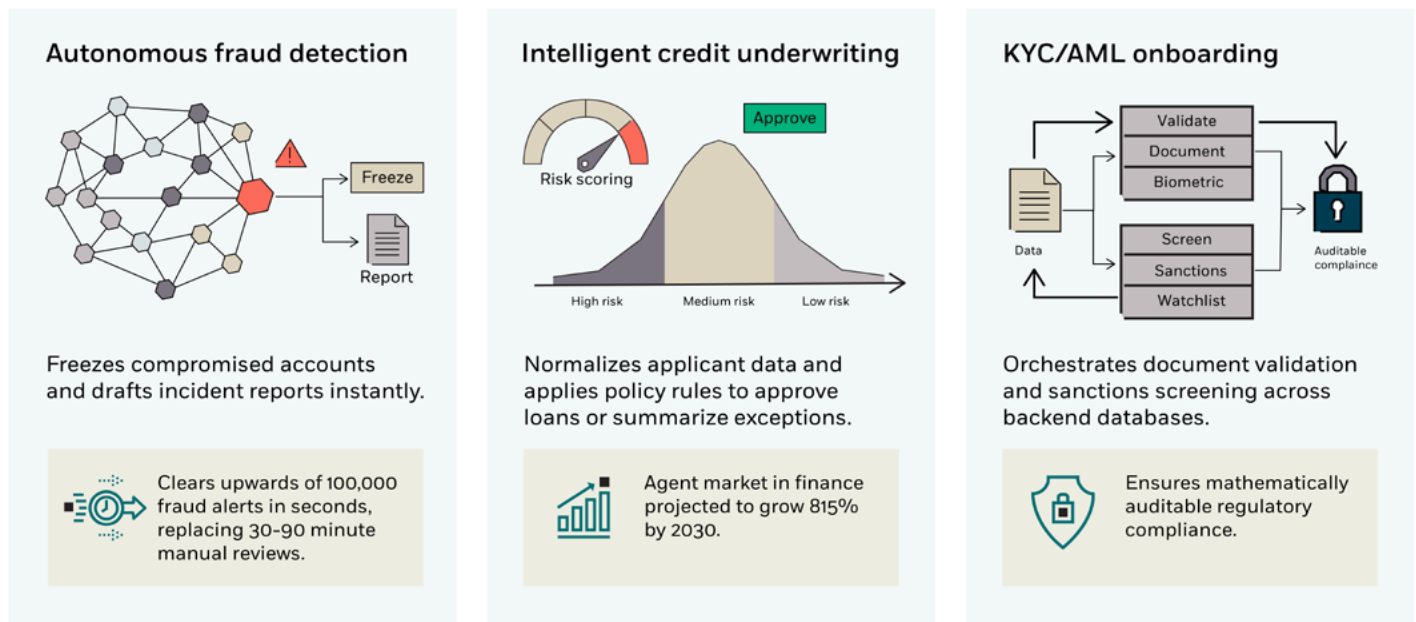 Autonomous fraud detection
Freeze
Report
Freezes compromised accounts
and drafts incident reports instantly.
Clears upwards of 100,000
fraud alerts in seconds,
replacing 30-90 minute
manual reviews.
Intelligent credit underwriting
Approve
Risk scoring
High risk
Medium risk
Low risk
Normalizes applicant data and
applies policy rules to approve
loans or summarize exceptions.
Agent market in finance
projected to grow 815%
by 2030.
KYC/AML onboarding
Validate
Document
Biometric
Data
Screen
Sanctions
Watchlist
Auditable
complaince
Orchestrates document validation
and sanctions screening across
backend databases.
Ensures mathematically
auditable regulatory
compliance.